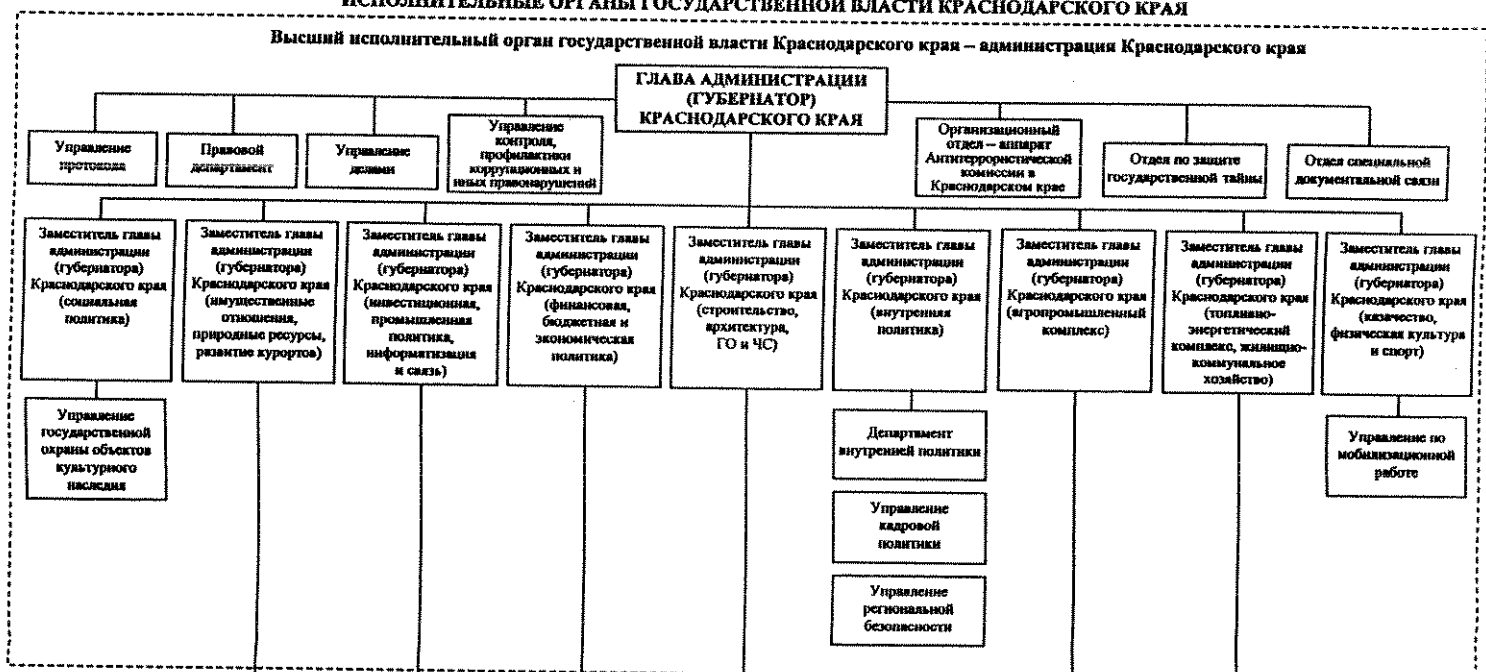 ИСПОЛНИТЕЛЬНЫЕ ОРГАНЫ ГОСУДАРСТВЕННОЙ ВЛАСТИ КРАСНОДАРСКОГО КРАЯ
Высший исполнительный орган государственной власти Краснодарского края – администрация Краснодарского края
ГЛАВА АДМИНИСТРАЦИИ
(ГУБЕРНАТОР)
КРАСНОДАРСКОГО КРАЯ
Управление
протокола
Правовой
департамент
Управление
делами
Управление
контроля,
профилактики
коррупционных и
иных правонарушений
Организационный
отдел – аппарат
Антитеррористической
комиссии в
Краснодарском крае
Отдел по защите
государственной тайны
Отдел специальной
документальной связи
Заместитель главы
администрации
(губернатора)
Краснодарского края
(социальная
политика)
Заместитель главы
администрации
(губернатора)
Краснодарского края
(имущественные
отношения,
природные ресурсы,
развитие курортов)
Заместитель главы
администрации
(губернатора)
Краснодарского края
(инвестиционная,
промышленная
политика,
информатизация
и связь)
Заместитель главы
администрации
(губернатора)
Краснодарского края
(финансовая,
бюджетная и
экономическая
политика)
Заместитель главы
администрации
(губернатора)
Краснодарского края
(строительство,
архитектура,
ГО и ЧС)
Заместитель главы
администрации
(губернатора)
Краснодарского края
(внутренняя
политика)
Заместитель главы
администрации
(губернатора)
Краснодарского края
(агропромышленный
комплекс)
Заместитель главы
администрации
(губернатора)
Краснодарского края
(топливно-
энергетический
комплекс, жилищно-
коммунальное
хозяйство)
Заместитель главы
администрации
(губернатора)
Краснодарского края
(казачество,
физическая культура
и спорт)
Управление
государственной
охраны объектов
культурного
наследия
Департамент
внутренней политики
Управление
кадровой
политики
Управление
региональной
безопасности
Управление по
мобилизационной
работе